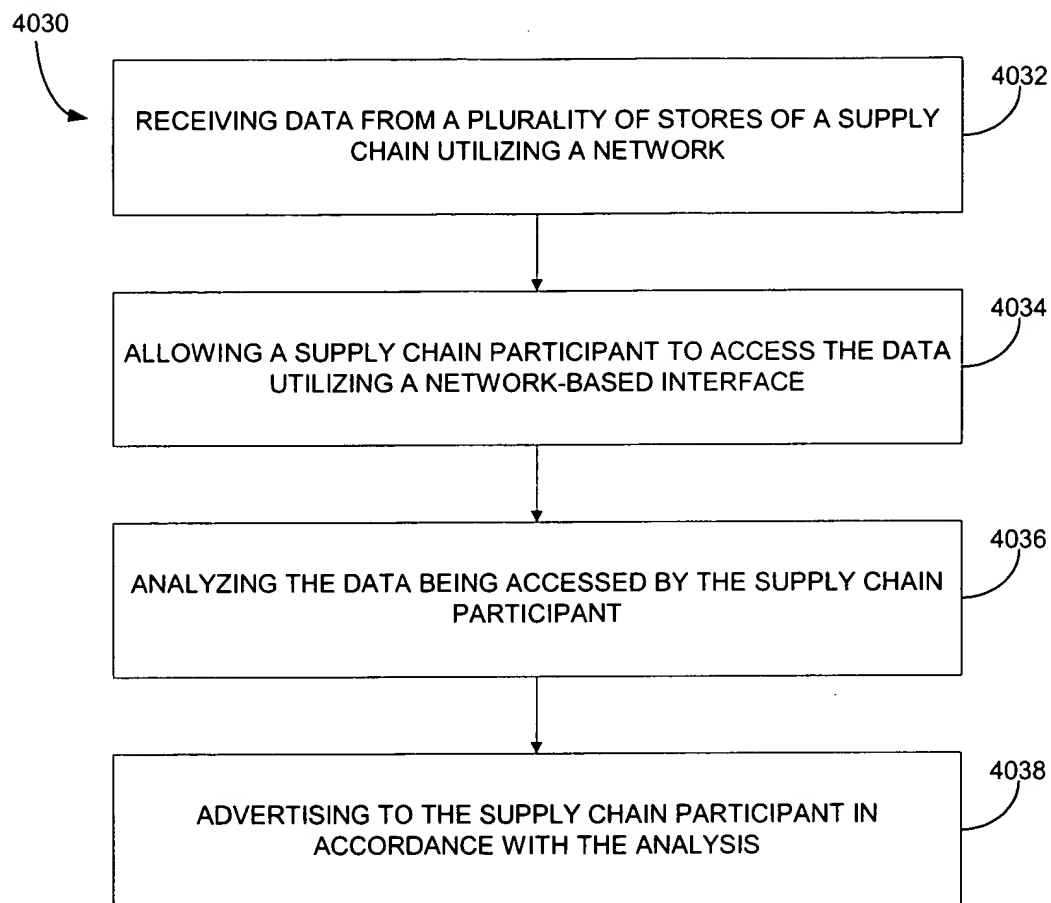 4030
4032
RECEIVING DATA FROM A PLURALITY OF STORES OF A SUPPLY
CHAIN UTILIZING A NETWORK
4034
ALLOWING A SUPPLY CHAIN PARTICIPANT TO ACCESS THE DATA
UTILIZING A NETWORK-BASED INTERFACE
4036
ANALYZING THE DATA BEING ACCESSED BY THE SUPPLY CHAIN
PARTICIPANT
4038
ADVERTISING TO THE SUPPLY CHAIN PARTICIPANT IN
ACCORDANCE WITH THE ANALYSIS